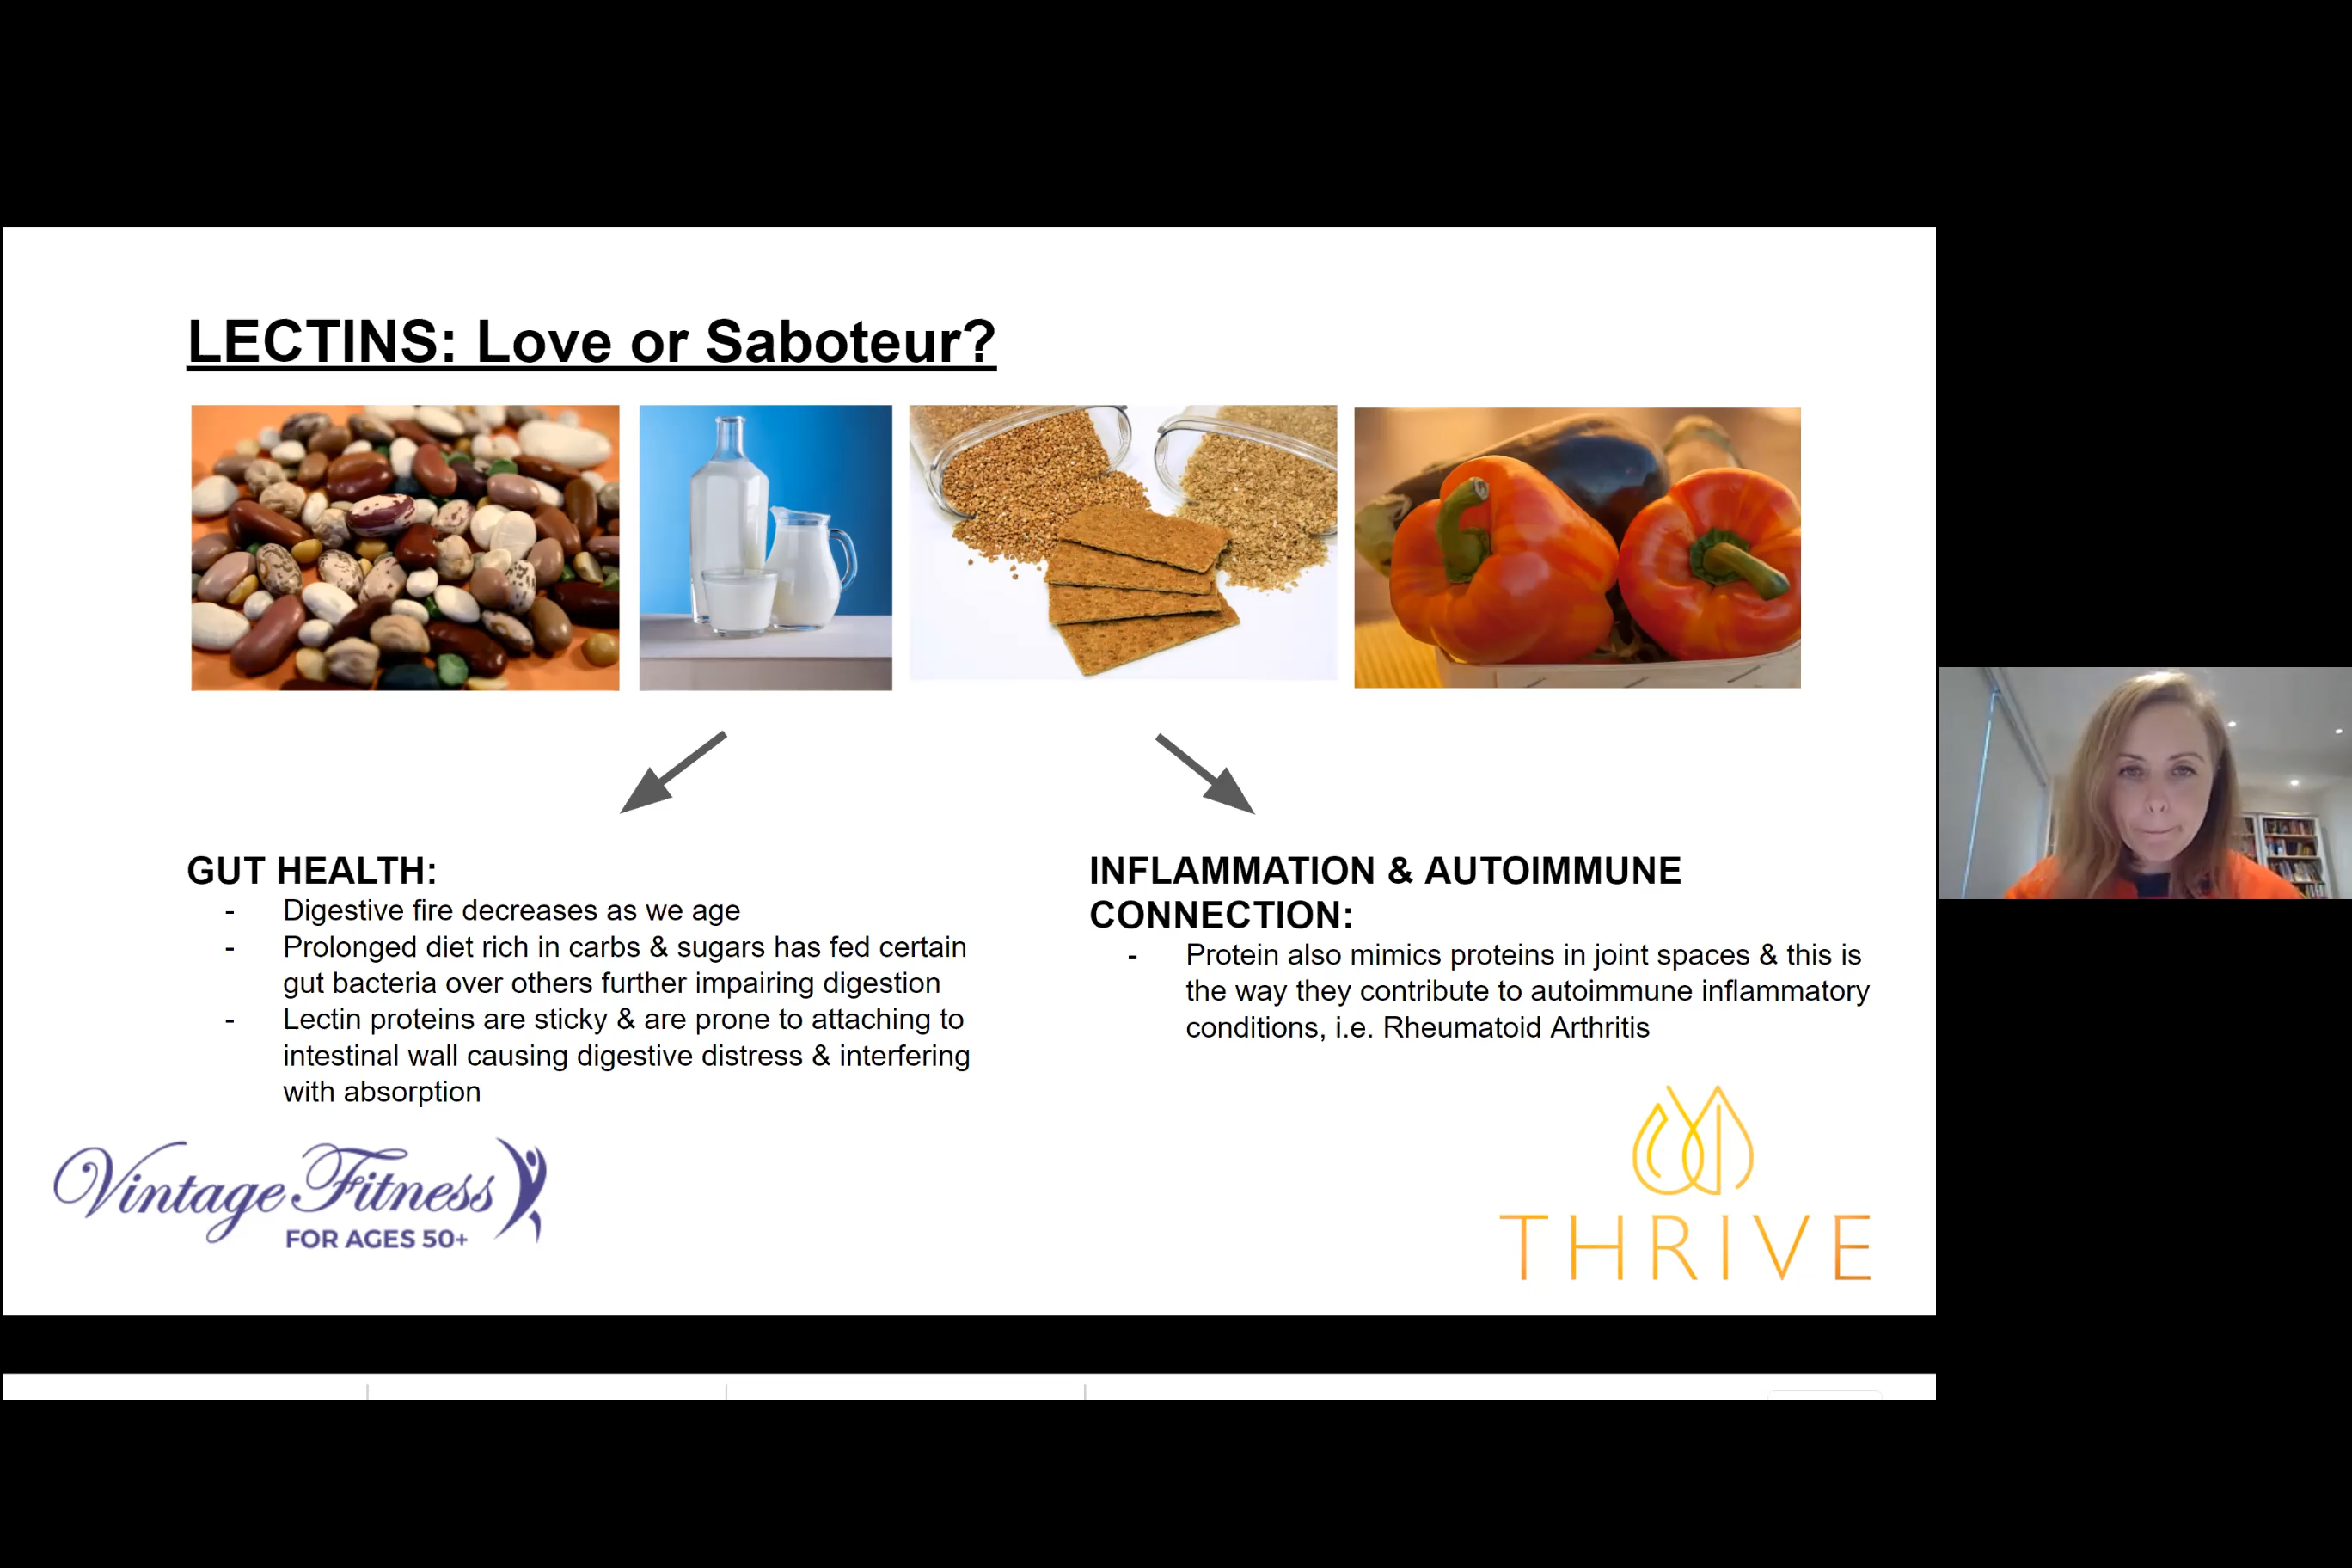 LECTINS: Love or Saboteur?
GUT HEALTH:
- Digestive fire decreases as we age
- Prolonged diet rich in carbs & sugars has fed certain
gut bacteria over others further impairing digestion
- Lectin proteins are sticky & are prone to attaching to
intestinal wall causing digestive distress & interfering
with absorption
INFLAMMATION & AUTOIMMUNE
CONNECTION:
- Protein also mimics proteins in joint spaces & this is
the way they contribute to autoimmune inflammatory
conditions, i.e. Rheumatoid Arthritis
Vintage Fitness
FOR AGES 50+
THRIVE